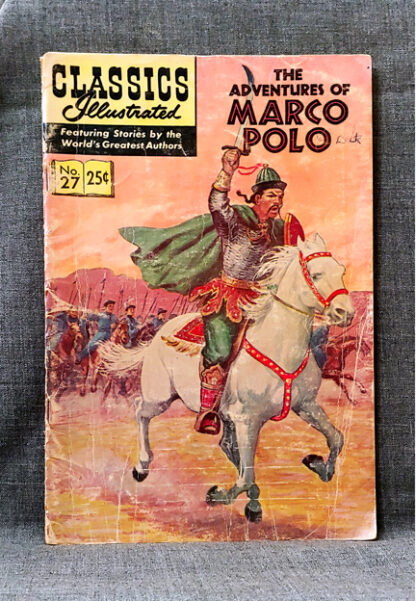 CLASSICS
Illustrated
Featuring Stories by the
World's Greatest Authors
No.
27
25¢
THE
ADVENTURES OF
MARCO
POLO